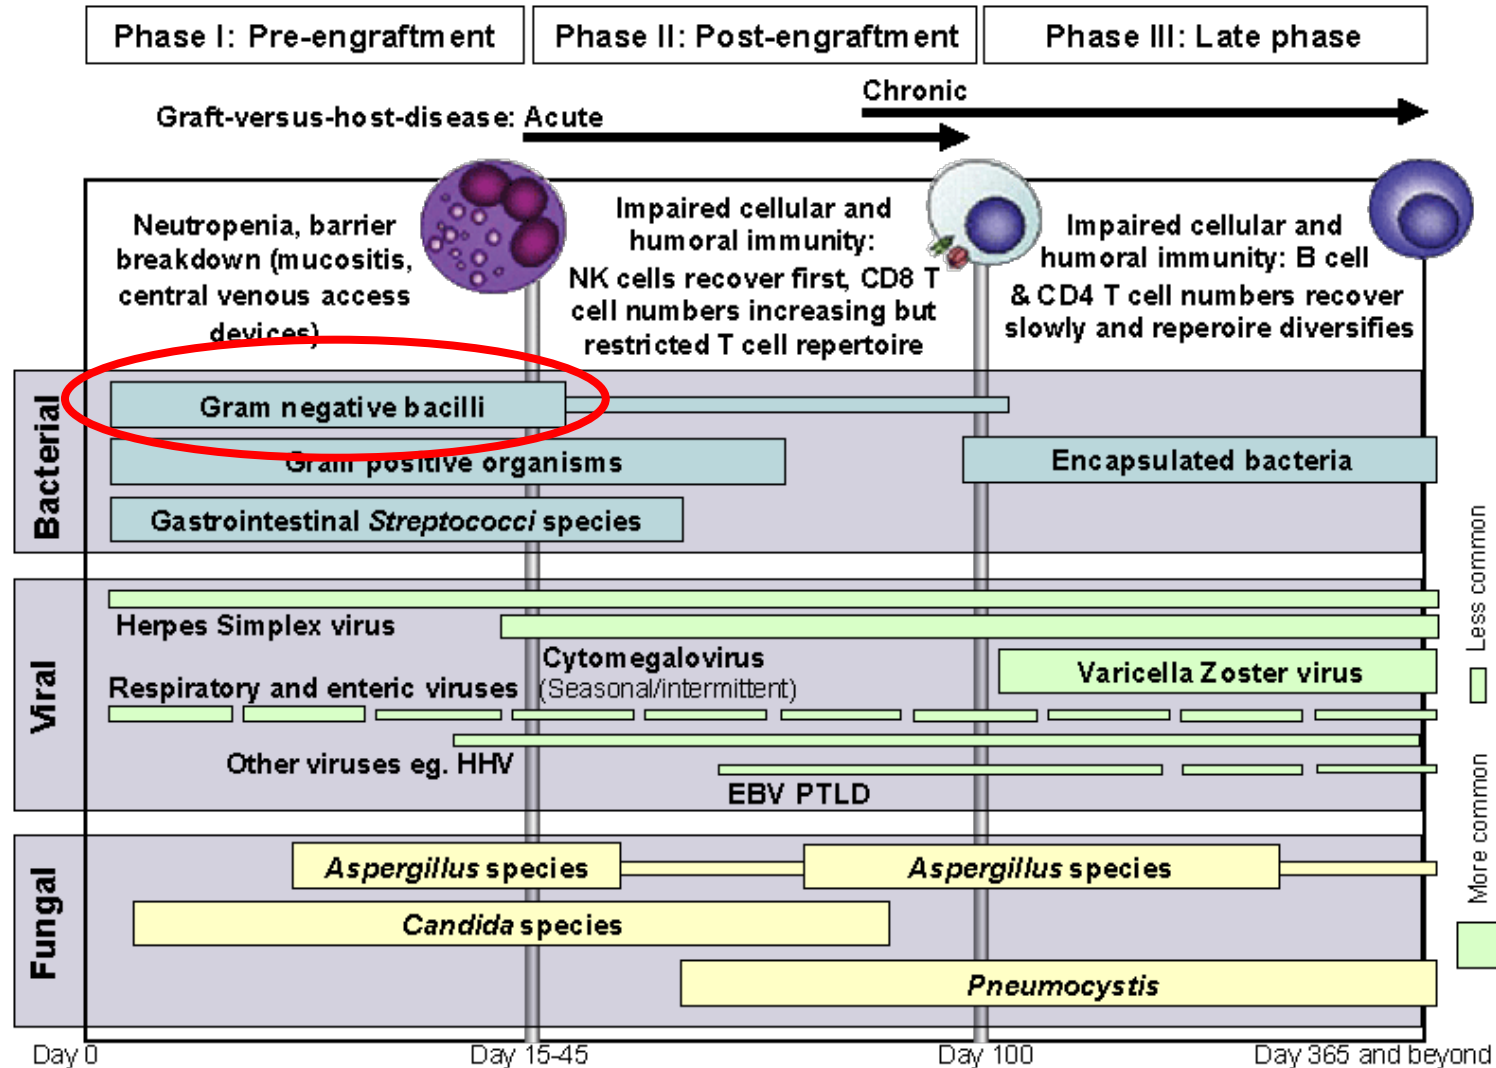 Phase I: Pre-engraftment
Phase II: Post-engraftment
Phase III: Late phase
Chronic
Graft-versus-host-disease: Acute
Neutropenia, barrier
breakdown (mucositis,
central venous access
devices)
Impaired cellular and
humoral immunity:
NK cells recover first, CD8 T
cell numbers increasing but
restricted T cell repertoire
Impaired cellular and
humoral immunity: B cell
& CD4 T cell numbers recover
slowly and reperoire diversifies
Bacterial
Gram negative bacilli
Gram positive organisms
Encapsulated bacteria
Gastrointestinal Streptococci species
Viral
Herpes Simplex virus
Cytomegalovirus
Varicella Zoster virus
Respiratory and enteric viruses (Seasonal/intermittent)
Other viruses eg. HHV
EBV PTLD
Fungal
Aspergillus species
Aspergillus species
Candida species
Pneumocystis
Less common
More common
Day 0
Day 15-45
Day 100
Day 365 and beyond